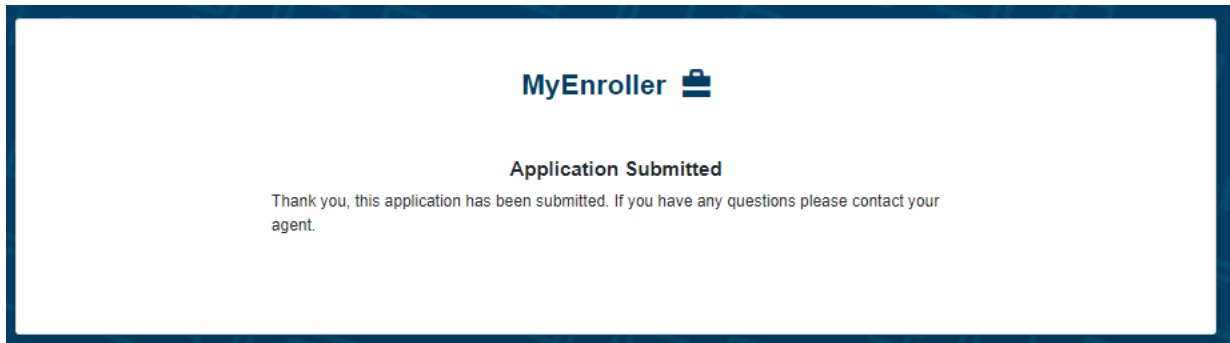 MyEnroller
Application Submitted
Thank you, this application has been submitted. If you have any questions please contact your
agent.